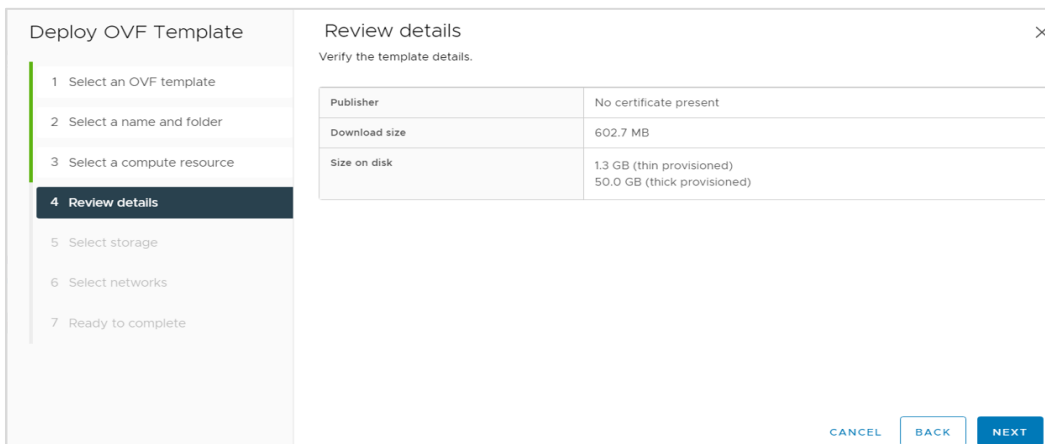 Deploy OVF Template
1 Select an OVF template
2 Select a name and folder
3 Select a compute resource
4 Review details
5 Select storage
6 Select networks
7 Ready to complete
Review details
Verify the template details.
Publisher No certificate present
Download size 602.7 MB
Size on disk 1.3 GB (thin provisioned)
50.0 GB (thick provisioned)
CANCEL BACK NEXT